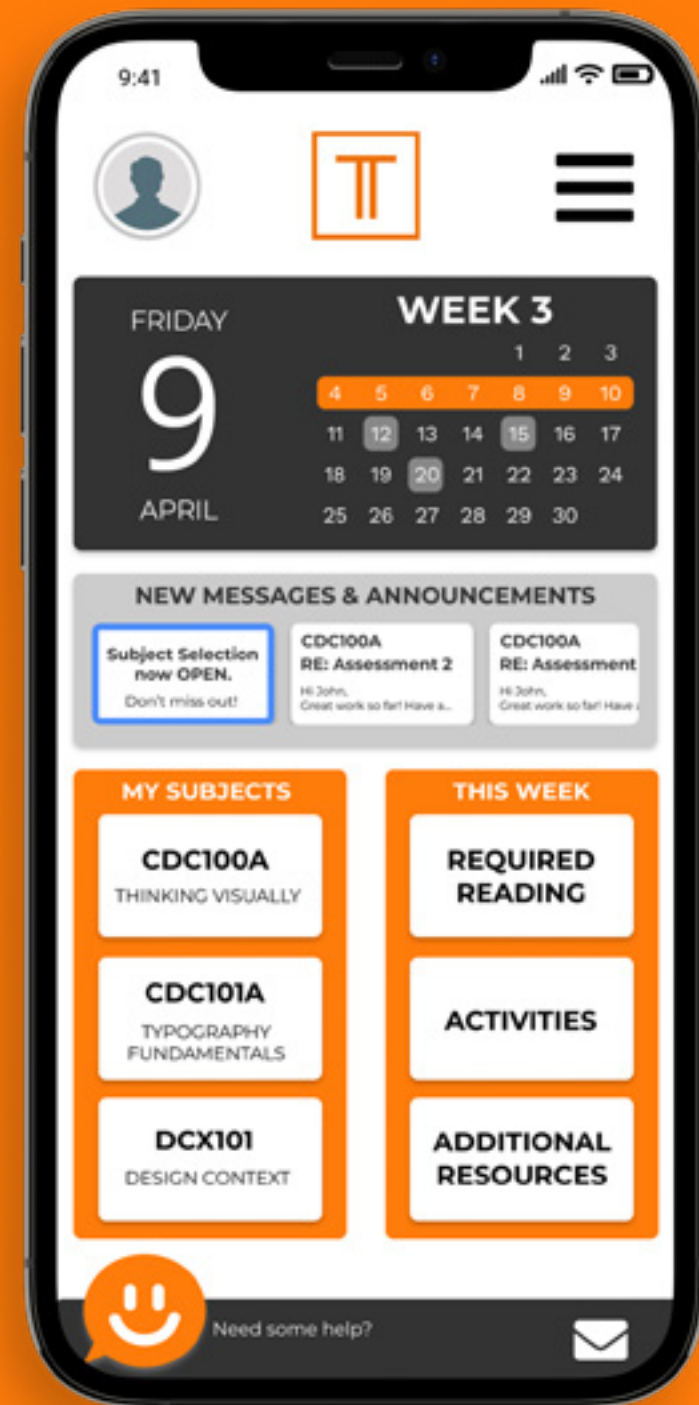 9:41
FRIDAY
9
APRIL
WEEK 3
1 2 3
4 5 6 7 8 9 10
11 12 13 14 15 16 17
18 19 20 21 22 23 24
25 26 27 28 29 30
NEW MESSAGES & ANNOUNCEMENTS
Subject Selection
now OPEN.
Don't miss out!
CDC100A
RE: Assessment 2
Hi John,
Great work so far! Have a...
CDC100A
RE: Assessment
Hi John,
Great work so far! Have
MY SUBJECTS
CDC100A
THINKING VISUALLY
CDC101A
TYPOGRAPHY
FUNDAMENTALS
DCX101
DESIGN CONTEXT
THIS WEEK
REQUIRED
READING
ACTIVITIES
ADDITIONAL
RESOURCES
Need some help?